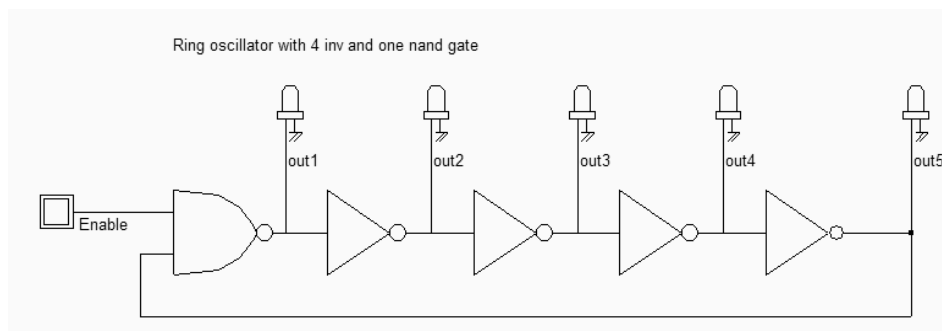 Ring oscillator with 4 inv and one nand gate
out1
out2
out3
out4
out5
Enable